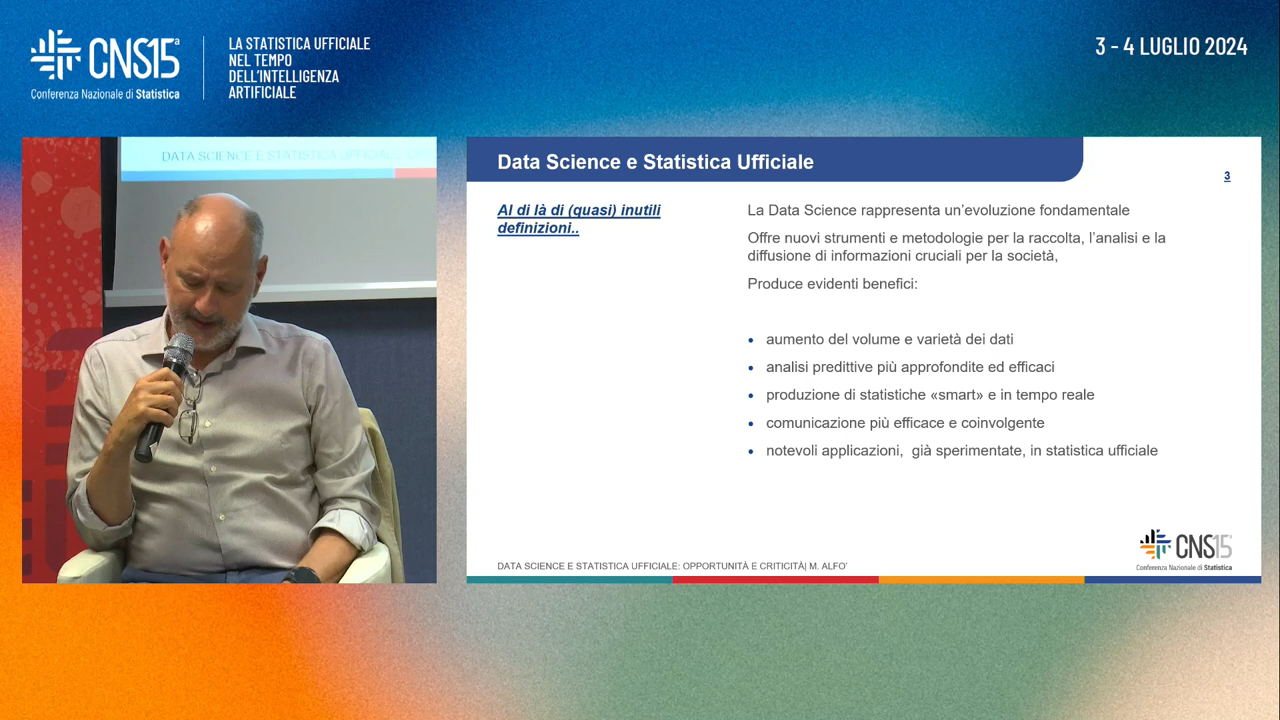 CNS15ª
Conferenza Nazionale di Statistica
LA STATISTICA UFFICIALE
NEL TEMPO
DELL'INTELLIGENZA
ARTIFICIALE
3 - 4 LUGLIO 2024
DATA SCIENCE E STATISTICA UFFICIALE
Data Science e Statistica Ufficiale
3
Al di là di (quasi) inutili
definizioni..
La Data Science rappresenta un'evoluzione fondamentale
Offre nuovi strumenti e metodologie per la raccolta, l'analisi e la
diffusione di informazioni cruciali per la società,
Produce evidenti benefici:
• aumento del volume e varietà dei dati
• analisi predittive più approfondite ed efficaci
• produzione di statistiche «smart» e in tempo reale
• comunicazione più efficace e coinvolgente
• notevoli applicazioni, già sperimentate, in statistica ufficiale
CNS15
Conferenza Nazionale di Statistica
DATA SCIENCE E STATISTICA UFFICIALE: OPPORTUNITÀ E CRITICITÀ| M. ALFO'